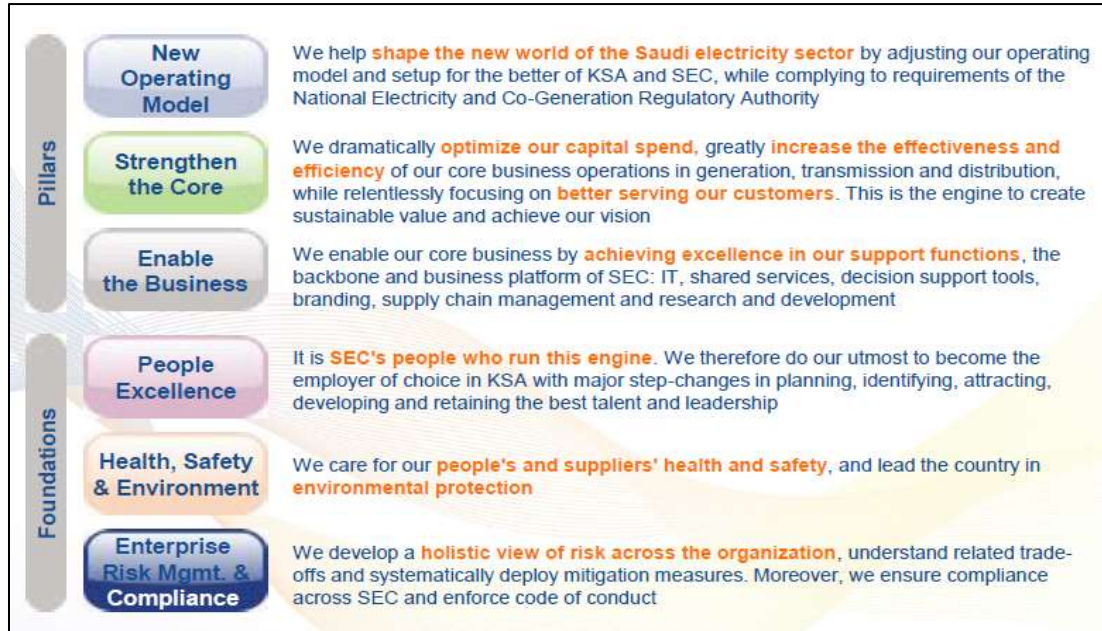 Pillars
New
Operating
Model
We help shape the new world of the Saudi electricity sector by adjusting our operating
model and setup for the better of KSA and SEC, while complying to requirements of the
National Electricity and Co-Generation Regulatory Authority
Strengthen
the Core
We dramatically optimize our capital spend, greatly increase the effectiveness and
efficiency of our core business operations in generation, transmission and distribution,
while relentlessly focusing on better serving our customers. This is the engine to create
sustainable value and achieve our vision
Enable
the Business
We enable our core business by achieving excellence in our support functions, the
backbone and business platform of SEC: IT, shared services, decision support tools,
branding, supply chain management and research and development
Foundations
People
Excellence
It is SEC's people who run this engine. We therefore do our utmost to become the
employer of choice in KSA with major step-changes in planning, identifying, attracting,
developing and retaining the best talent and leadership
Health, Safety
& Environment
We care for our people's and suppliers' health and safety, and lead the country in
environmental protection
Enterprise
Risk Mgmt. &
Compliance
We develop a holistic view of risk across the organization, understand related trade-
offs and systematically deploy mitigation measures. Moreover, we ensure compliance
across SEC and enforce code of conduct